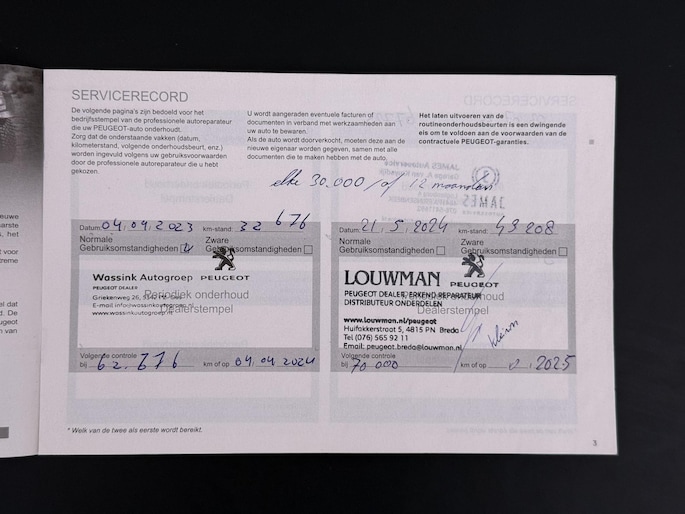 SERVICERECORD
De volgende pagina's zijn bedoeld voor het
bedrijfsstempel van de professionele autoreparateur
die uw PEUGEOT-auto onderhoudt.
Zorg dat de onderstaande vakken (datum,
kilometerstand, volgende onderhoudsbeurt, enz.)
worden ingevuld volgens uw gebruiksvoorwaarden
door de professionele autoreparateur die u hebt
gekozen.
U wordt aangeraden eventuele facturen of
documenten in verband met werkzaamheden aan
uw auto te bewaren.
Als de auto wordt doorverkocht, moeten deze aan de
nieuwe eigenaar worden gegeven, samen met alle
documenten die te maken hebben met de auto.
Het laten uitvoeren van de
routineonderhoudsbeurten is een dwingende
eis om te voldoen aan de voorwaarden van de
contractuele PEUGEOT-garanties.
elke 30.000 / of 12 maanden
Datum: 04.04.2023 km-stand: 32 676
Normale Zware
Gebruiksomstandigheden Gebruiksomstandigheden
Wassink Autogroep PEUGEOT
PEUGEOT DEALER
Periodiek onderhoud
Griekenweg 26, 5342
E-mail info@wassinkautogroep.nl
Dealerstempel
www.wassinkautogroep.nl
Volgende controle
bij 62.676 km of op 04.04.2024
Datum: 21.5.2024 km-stand: 43 208
Normale Zware
Gebruiksomstandigheden Gebruiksomstandigheden
LOUWMAN PEUGEOT
PEUGEOT DEALER, ERKEND REPARATEUR
DISTRIBUTEUR ONDERDELEN
Dealerstempel
www.louwman.nl/peugeot
Huifokkerstraat 5, 4815 PN Breda
Tel (076) 565 92 11
Email: peugeot.breda@louwman.nl
klein
Volgende controle
bij 70 000 km of op 2025
* Welk van de twee als eerste wordt bereikt.
3